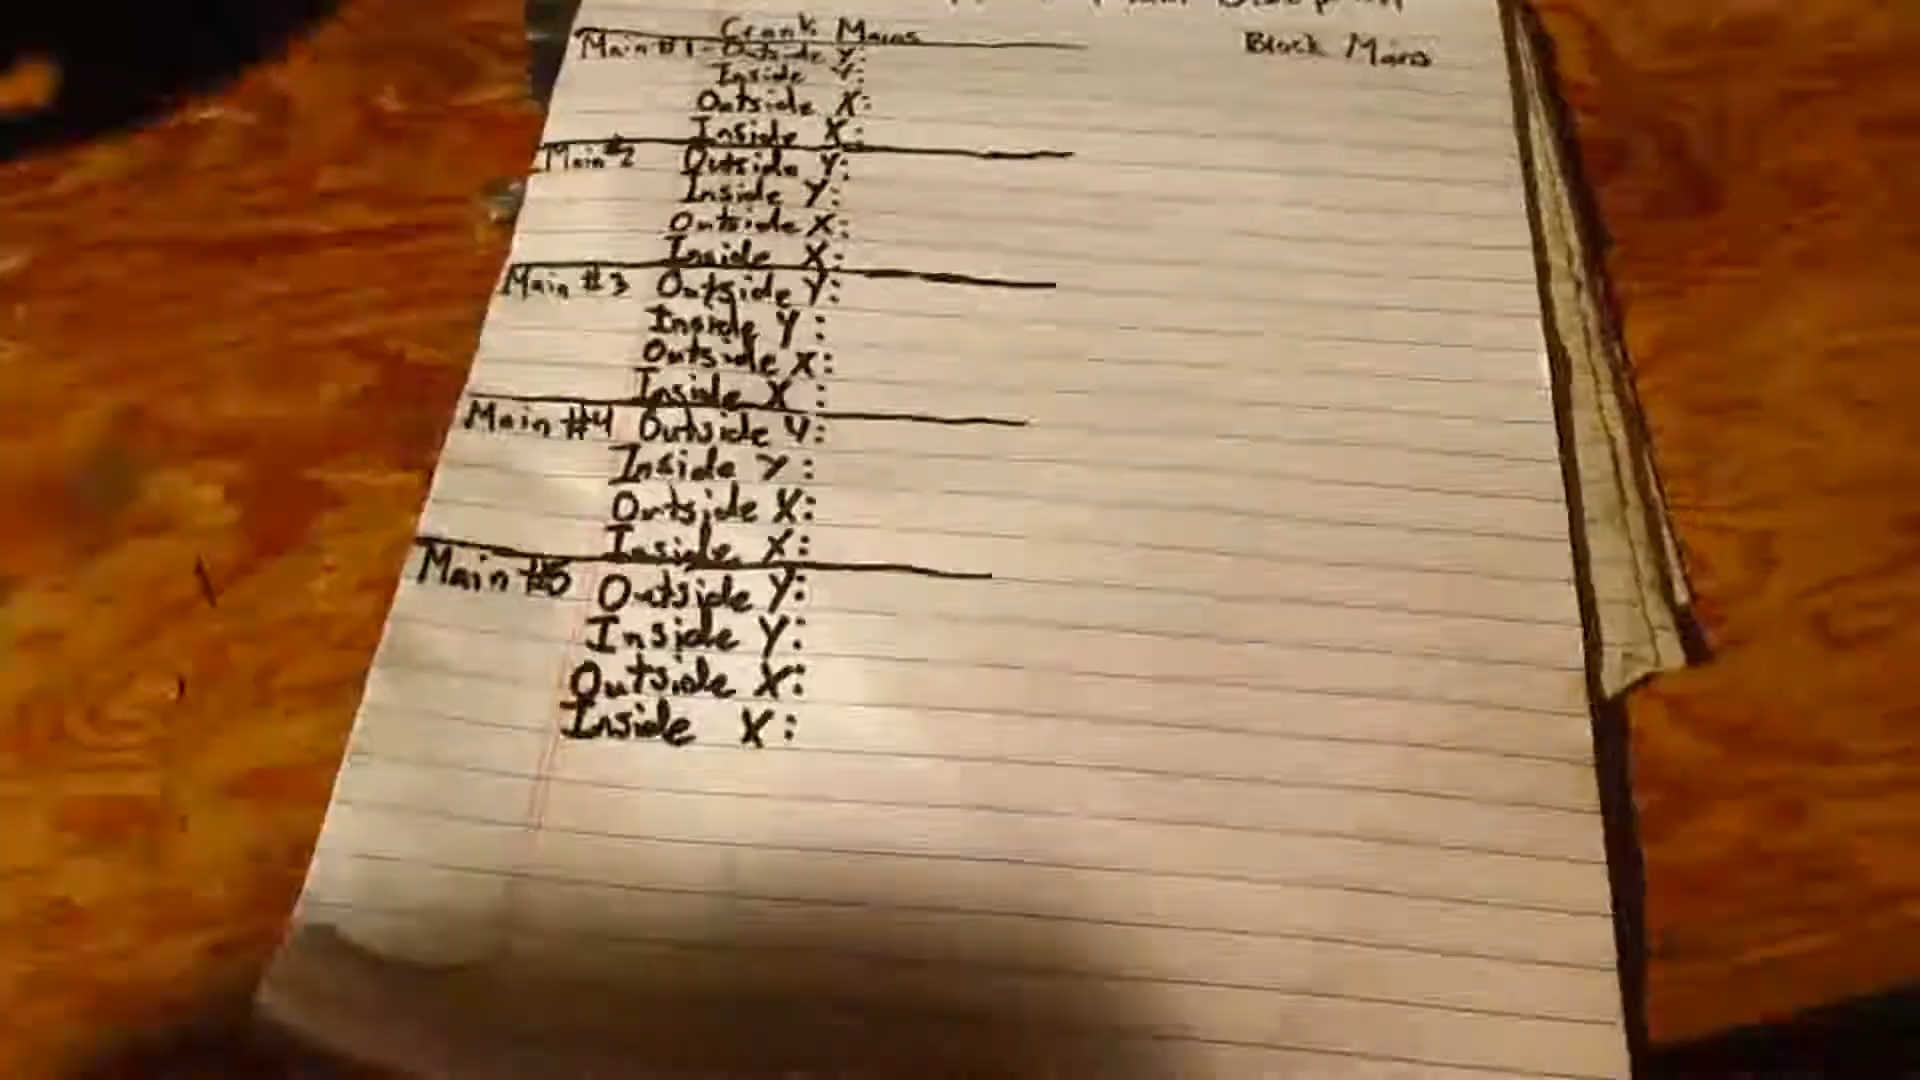 Crank Mains Block Mains
Main #1 - Outside Y:
Inside Y:
Outside X:
Inside X:
Main #2 Outside Y:
Inside Y:
Outside X:
Inside X:
Main #3 Outside Y:
Inside Y:
Outside X:
Inside X:
Main #4 Outside Y:
Inside Y:
Outside X:
Inside X:
Main #5 Outside Y:
Inside Y:
Outside X:
Inside X: